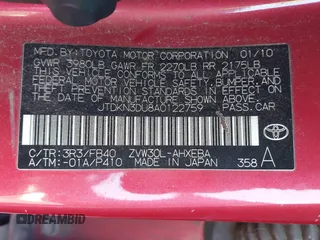 MFD. BY: TOYOTA MOTOR CORPORATION 01/10
GVWR 3980LB GAWR FR 2270LB RR 2175LB
THIS VEHICLE CONFORMS TO ALL APPLICABLE
FEDERAL MOTOR VEHICLE SAFETY, BUMPER, AND
THEFT PREVENTION STANDARDS IN EFFECT ON
THE DATE OF MANUFACTURE SHOWN ABOVE.
JTDKN3DU8A0122759 PASS.CAR
C/TR: 3R3/FB40 ZVW30L-AHXEBA
A/TM: -01A/P410 MADE IN JAPAN 358 A
TOYOTA
AUTOBIDMASTER